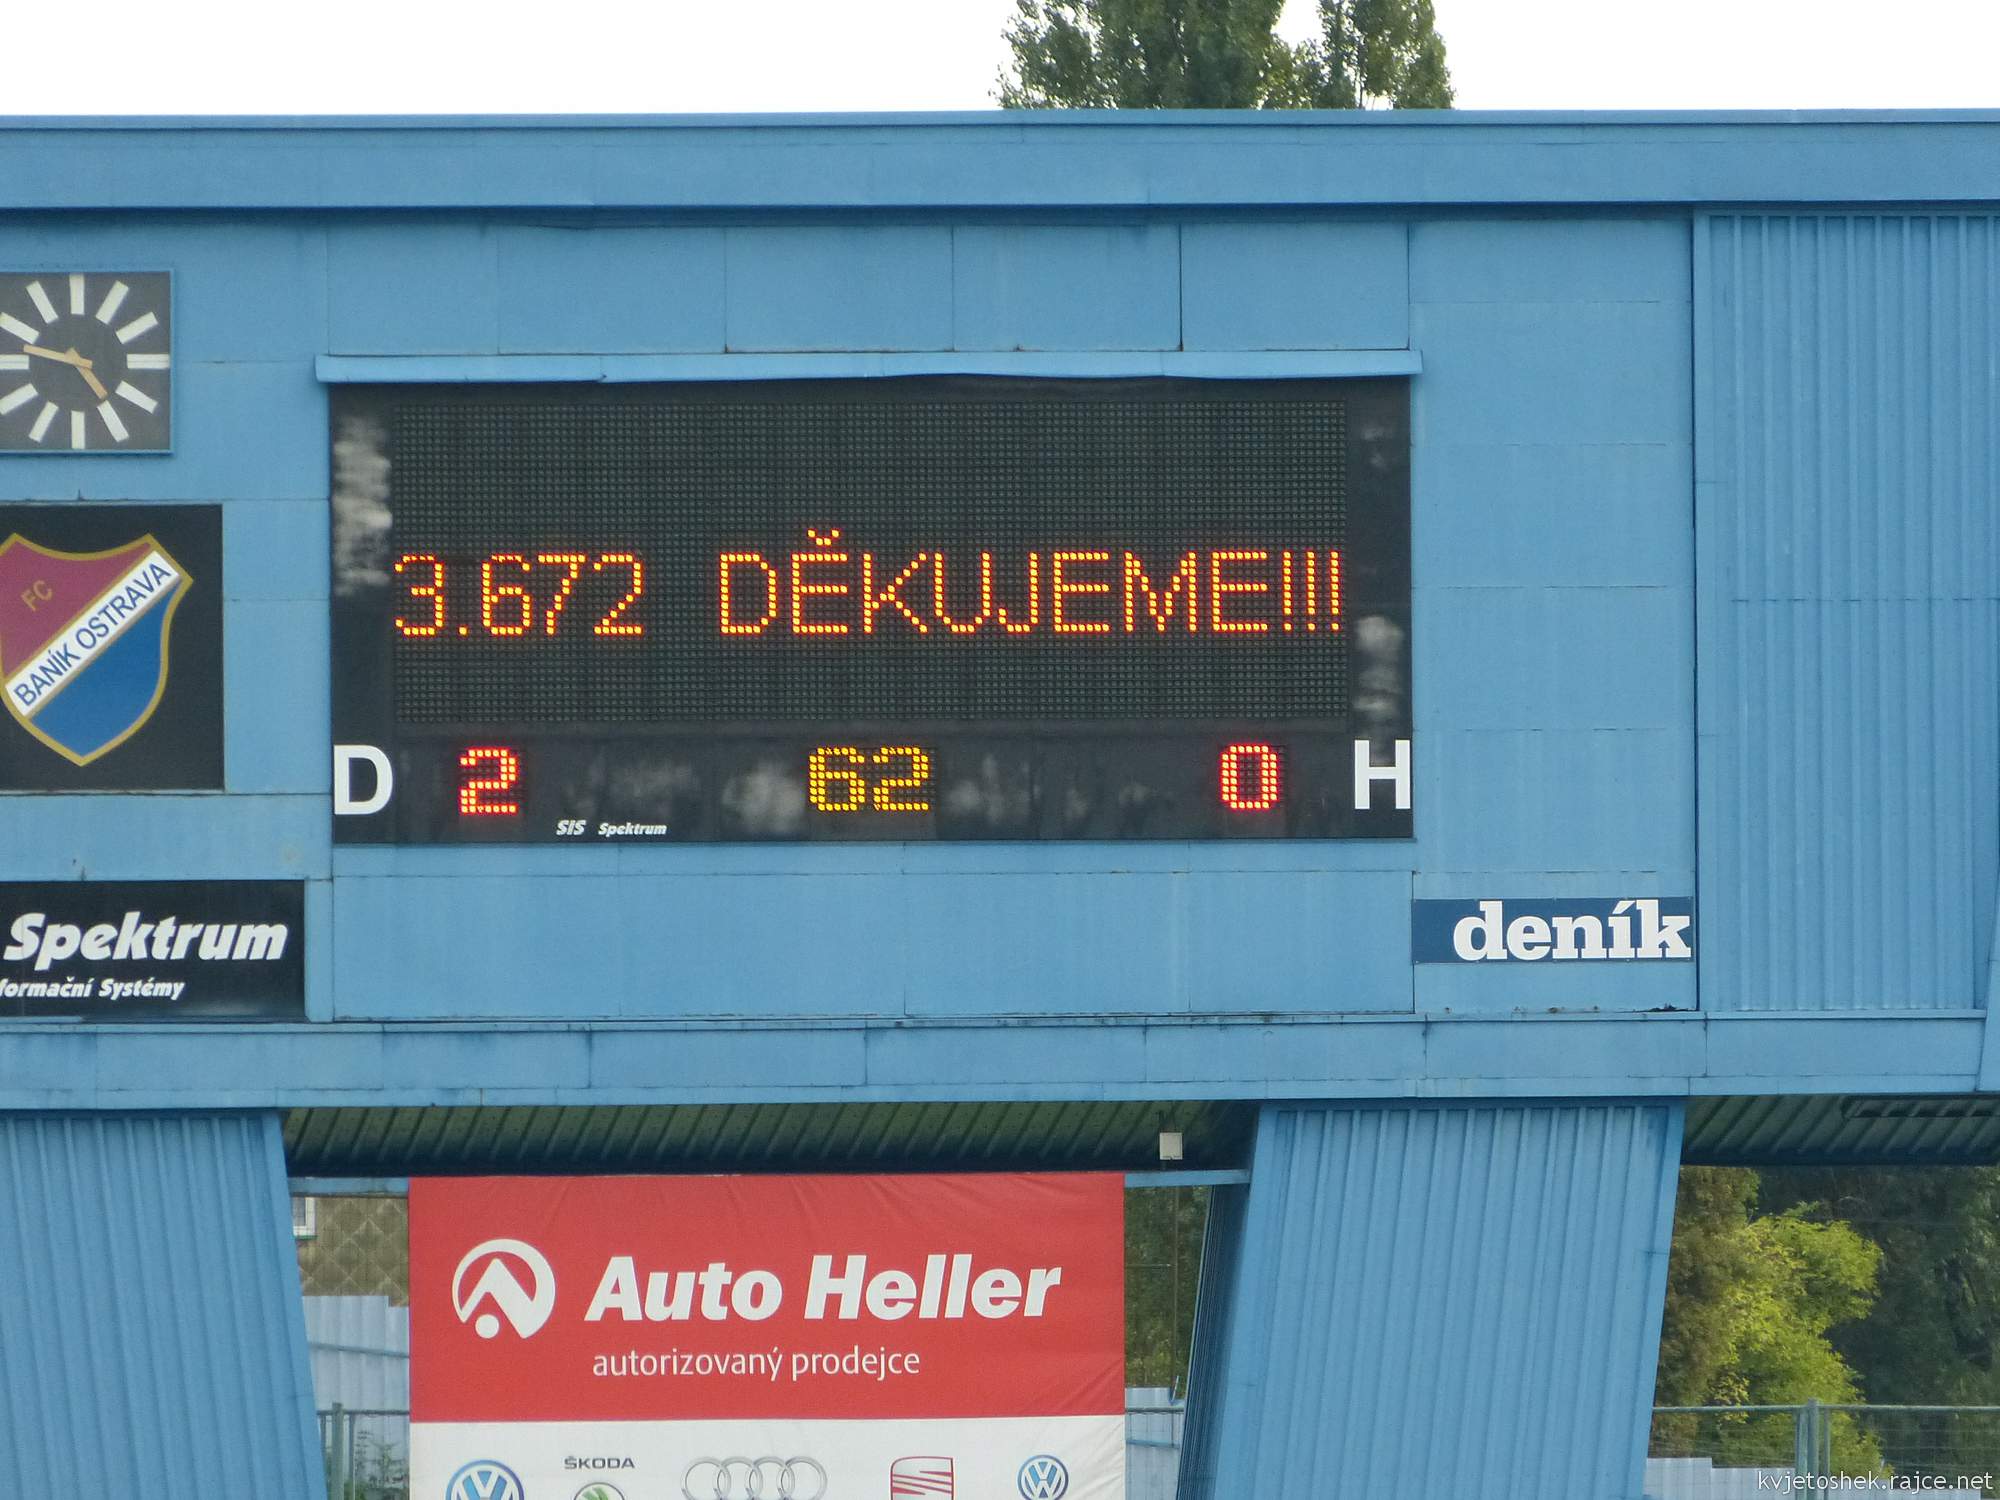 3.672 DĚKUJEME!!!
FC
BANÍK OSTRAVA
D 2 62 0 H
SIS Spektrum
Spektrum
formační Systémy
deník
Auto Heller
autorizovaný prodejce
ŠKODA
kvjetoshek.rajce.net